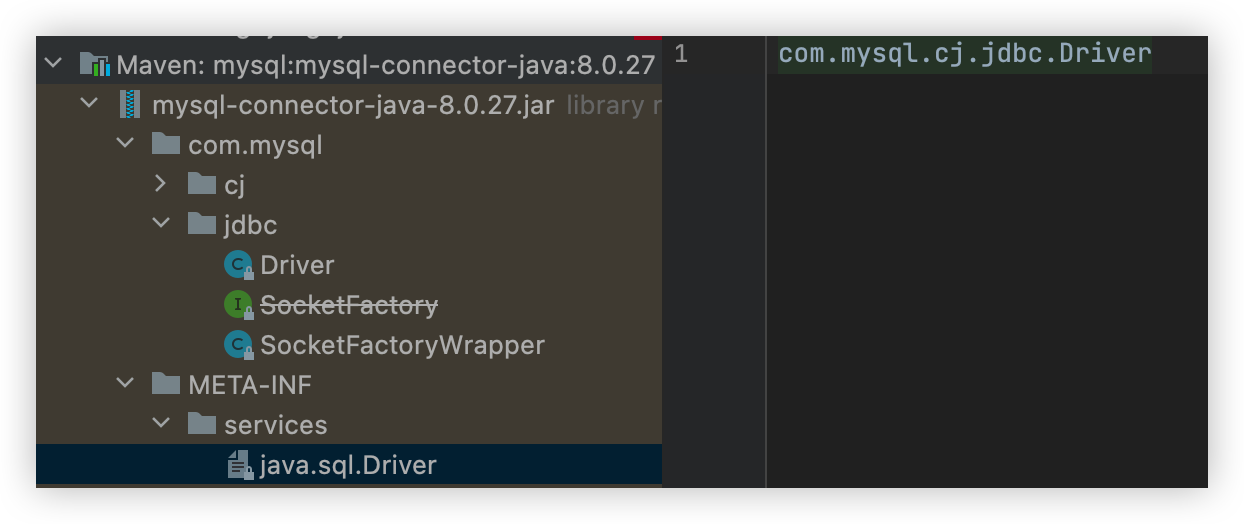 Maven: mysql:mysql-connector-java:8.0.27
mysql-connector-java-8.0.27.jar library
com.mysql
cj
jdbc
Driver
SocketFactory
SocketFactoryWrapper
META-INF
services
java.sql.Driver
1
com.mysql.cj.jdbc.Driver